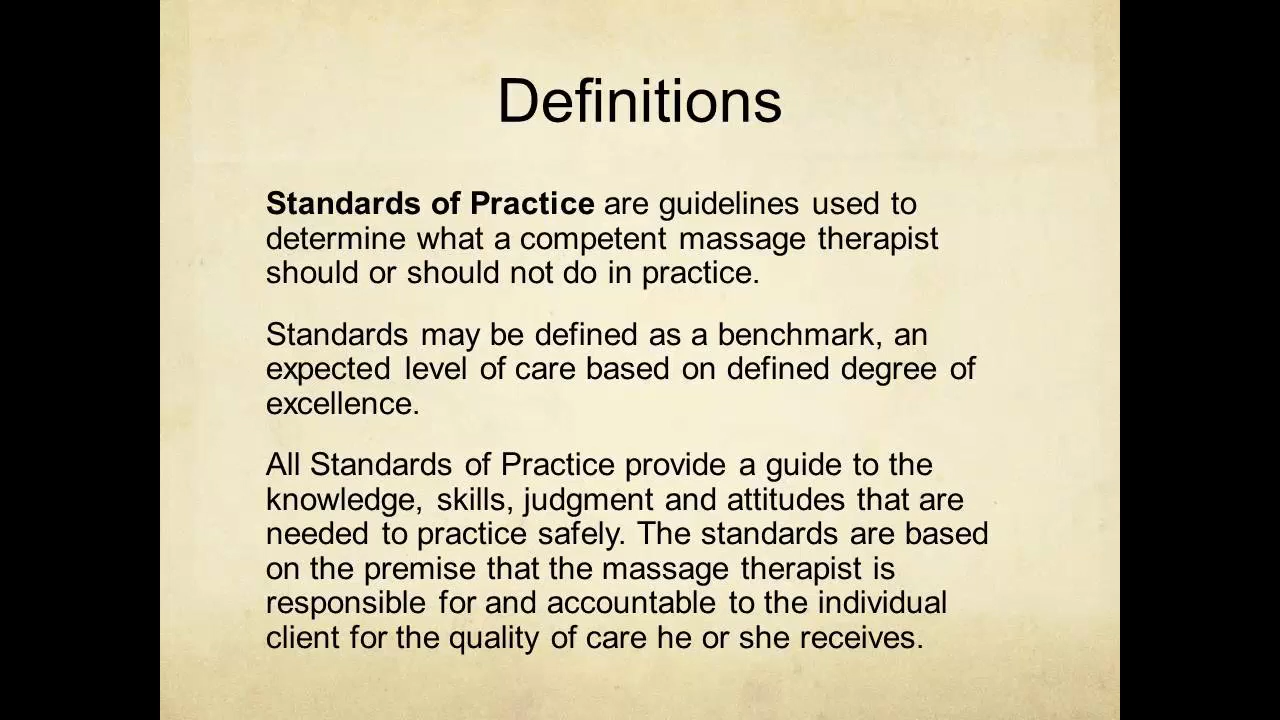 Definitions
Standards of Practice are guidelines used to
determine what a competent massage therapist
should or should not do in practice.
Standards may be defined as a benchmark, an
expected level of care based on defined degree of
excellence.
All Standards of Practice provide a guide to the
knowledge, skills, judgment and attitudes that are
needed to practice safely. The standards are based
on the premise that the massage therapist is
responsible for and accountable to the individual
client for the quality of care he or she receives.